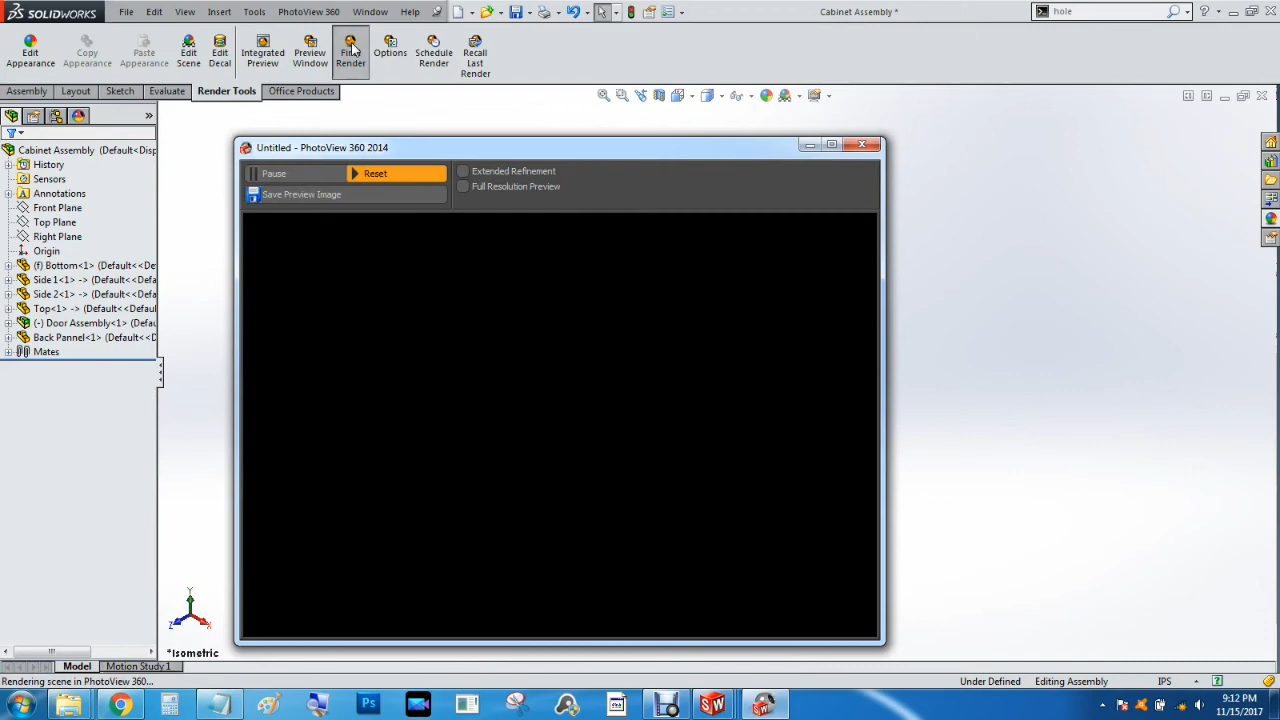 SOLIDWORKS File Edit View Insert Tools PhotoView 360 Window Help Cabinet Assembly * hole
Edit Appearance Copy Appearance Paste Appearance Edit Scene Edit Decal Integrated Preview Preview Window Final Render Options Schedule Render Recall Last Render
Assembly Layout Sketch Evaluate Render Tools Office Products
Untitled - PhotoView 360 2014
Pause Reset Extended Refinement
Save Preview Image Full Resolution Preview
Cabinet Assembly (Default<Disp
History
Sensors
Annotations
Front Plane
Top Plane
Right Plane
Origin
(f) Bottom<1> (Default<<De
Side 1<1> -> (Default<<Def
Side 2<1> -> (Default<<Def
Top<1> -> (Default<<Defaul
(-) Door Assembly<1> (Defau
Back Pannel<1> (Default<<D
Mates
Y
Z X
*Isometric
Model Motion Study 1
Rendering scene in PhotoView 360... Under Defined Editing Assembly IPS
9:12 PM
11/15/2017